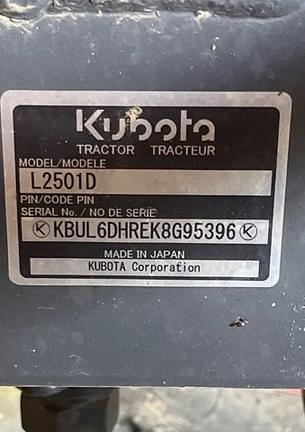 Kubota
TRACTOR TRACTEUR
MODEL/MODELE
L2501D
PIN/CODE PIN
SERIAL No. / NO DE SERIE
KBUL6DHREK8G95396
MADE IN JAPAN
KUBOTA Corporation